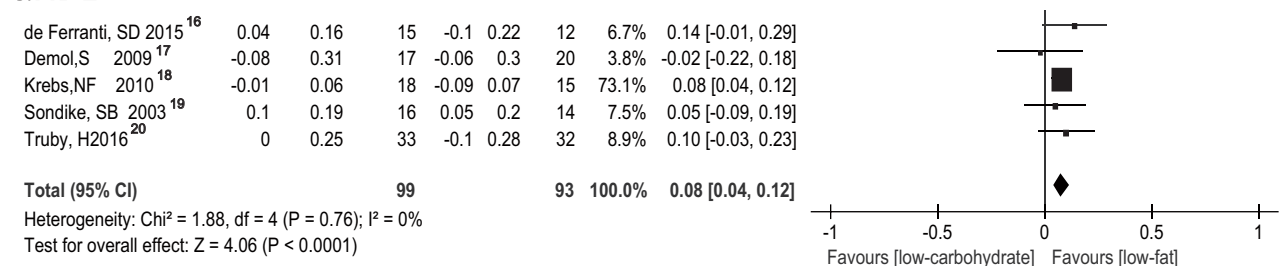 de Ferranti, SD 2015 16 0.04 0.16 15 -0.1 0.22 12 6.7% 0.14 [-0.01, 0.29]
Demol,S 2009 17 -0.08 0.31 17 -0.06 0.3 20 3.8% -0.02 [-0.22, 0.18]
Krebs,NF 2010 18 -0.01 0.06 18 -0.09 0.07 15 73.1% 0.08 [0.04, 0.12]
Sondike, SB 2003 19 0.1 0.19 16 0.05 0.2 14 7.5% 0.05 [-0.09, 0.19]
Truby, H2016 20 0 0.25 33 -0.1 0.28 32 8.9% 0.10 [-0.03, 0.23]
Total (95% CI) 99 93 100.0% 0.08 [0.04, 0.12]
Heterogeneity: Chi² = 1.88, df = 4 (P = 0.76); I² = 0%
Test for overall effect: Z = 4.06 (P < 0.0001)
-1 -0.5 0 0.5 1
Favours [low-carbohydrate] Favours [low-fat]